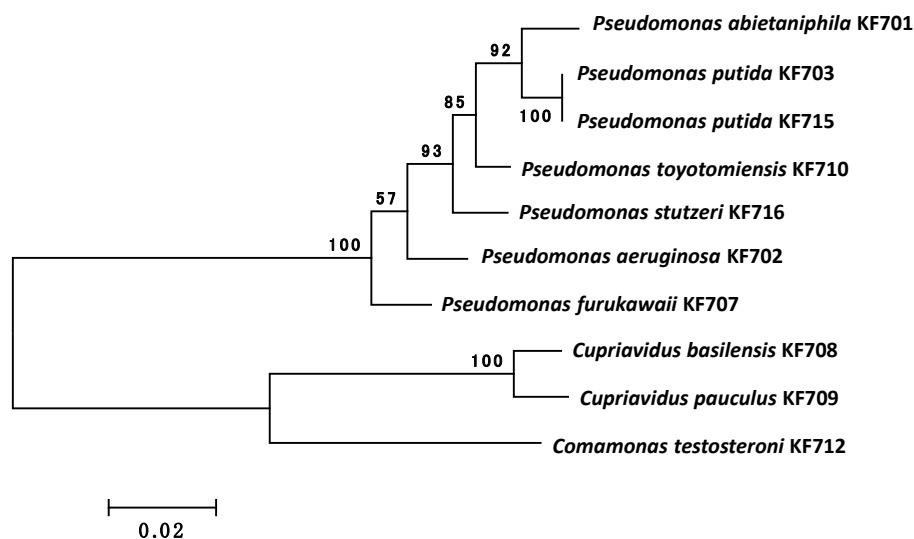 Pseudomonas abietaniphila KF701
92
Pseudomonas putida KF703
85
100
Pseudomonas putida KF715
93
Pseudomonas toyotomiensis KF710
57
Pseudomonas stutzeri KF716
100
Pseudomonas aeruginosa KF702
Pseudomonas furukawaii KF707
100
Cupriavidus basilensis KF708
Cupriavidus pauculus KF709
Comamonas testosteroni KF712
0.02